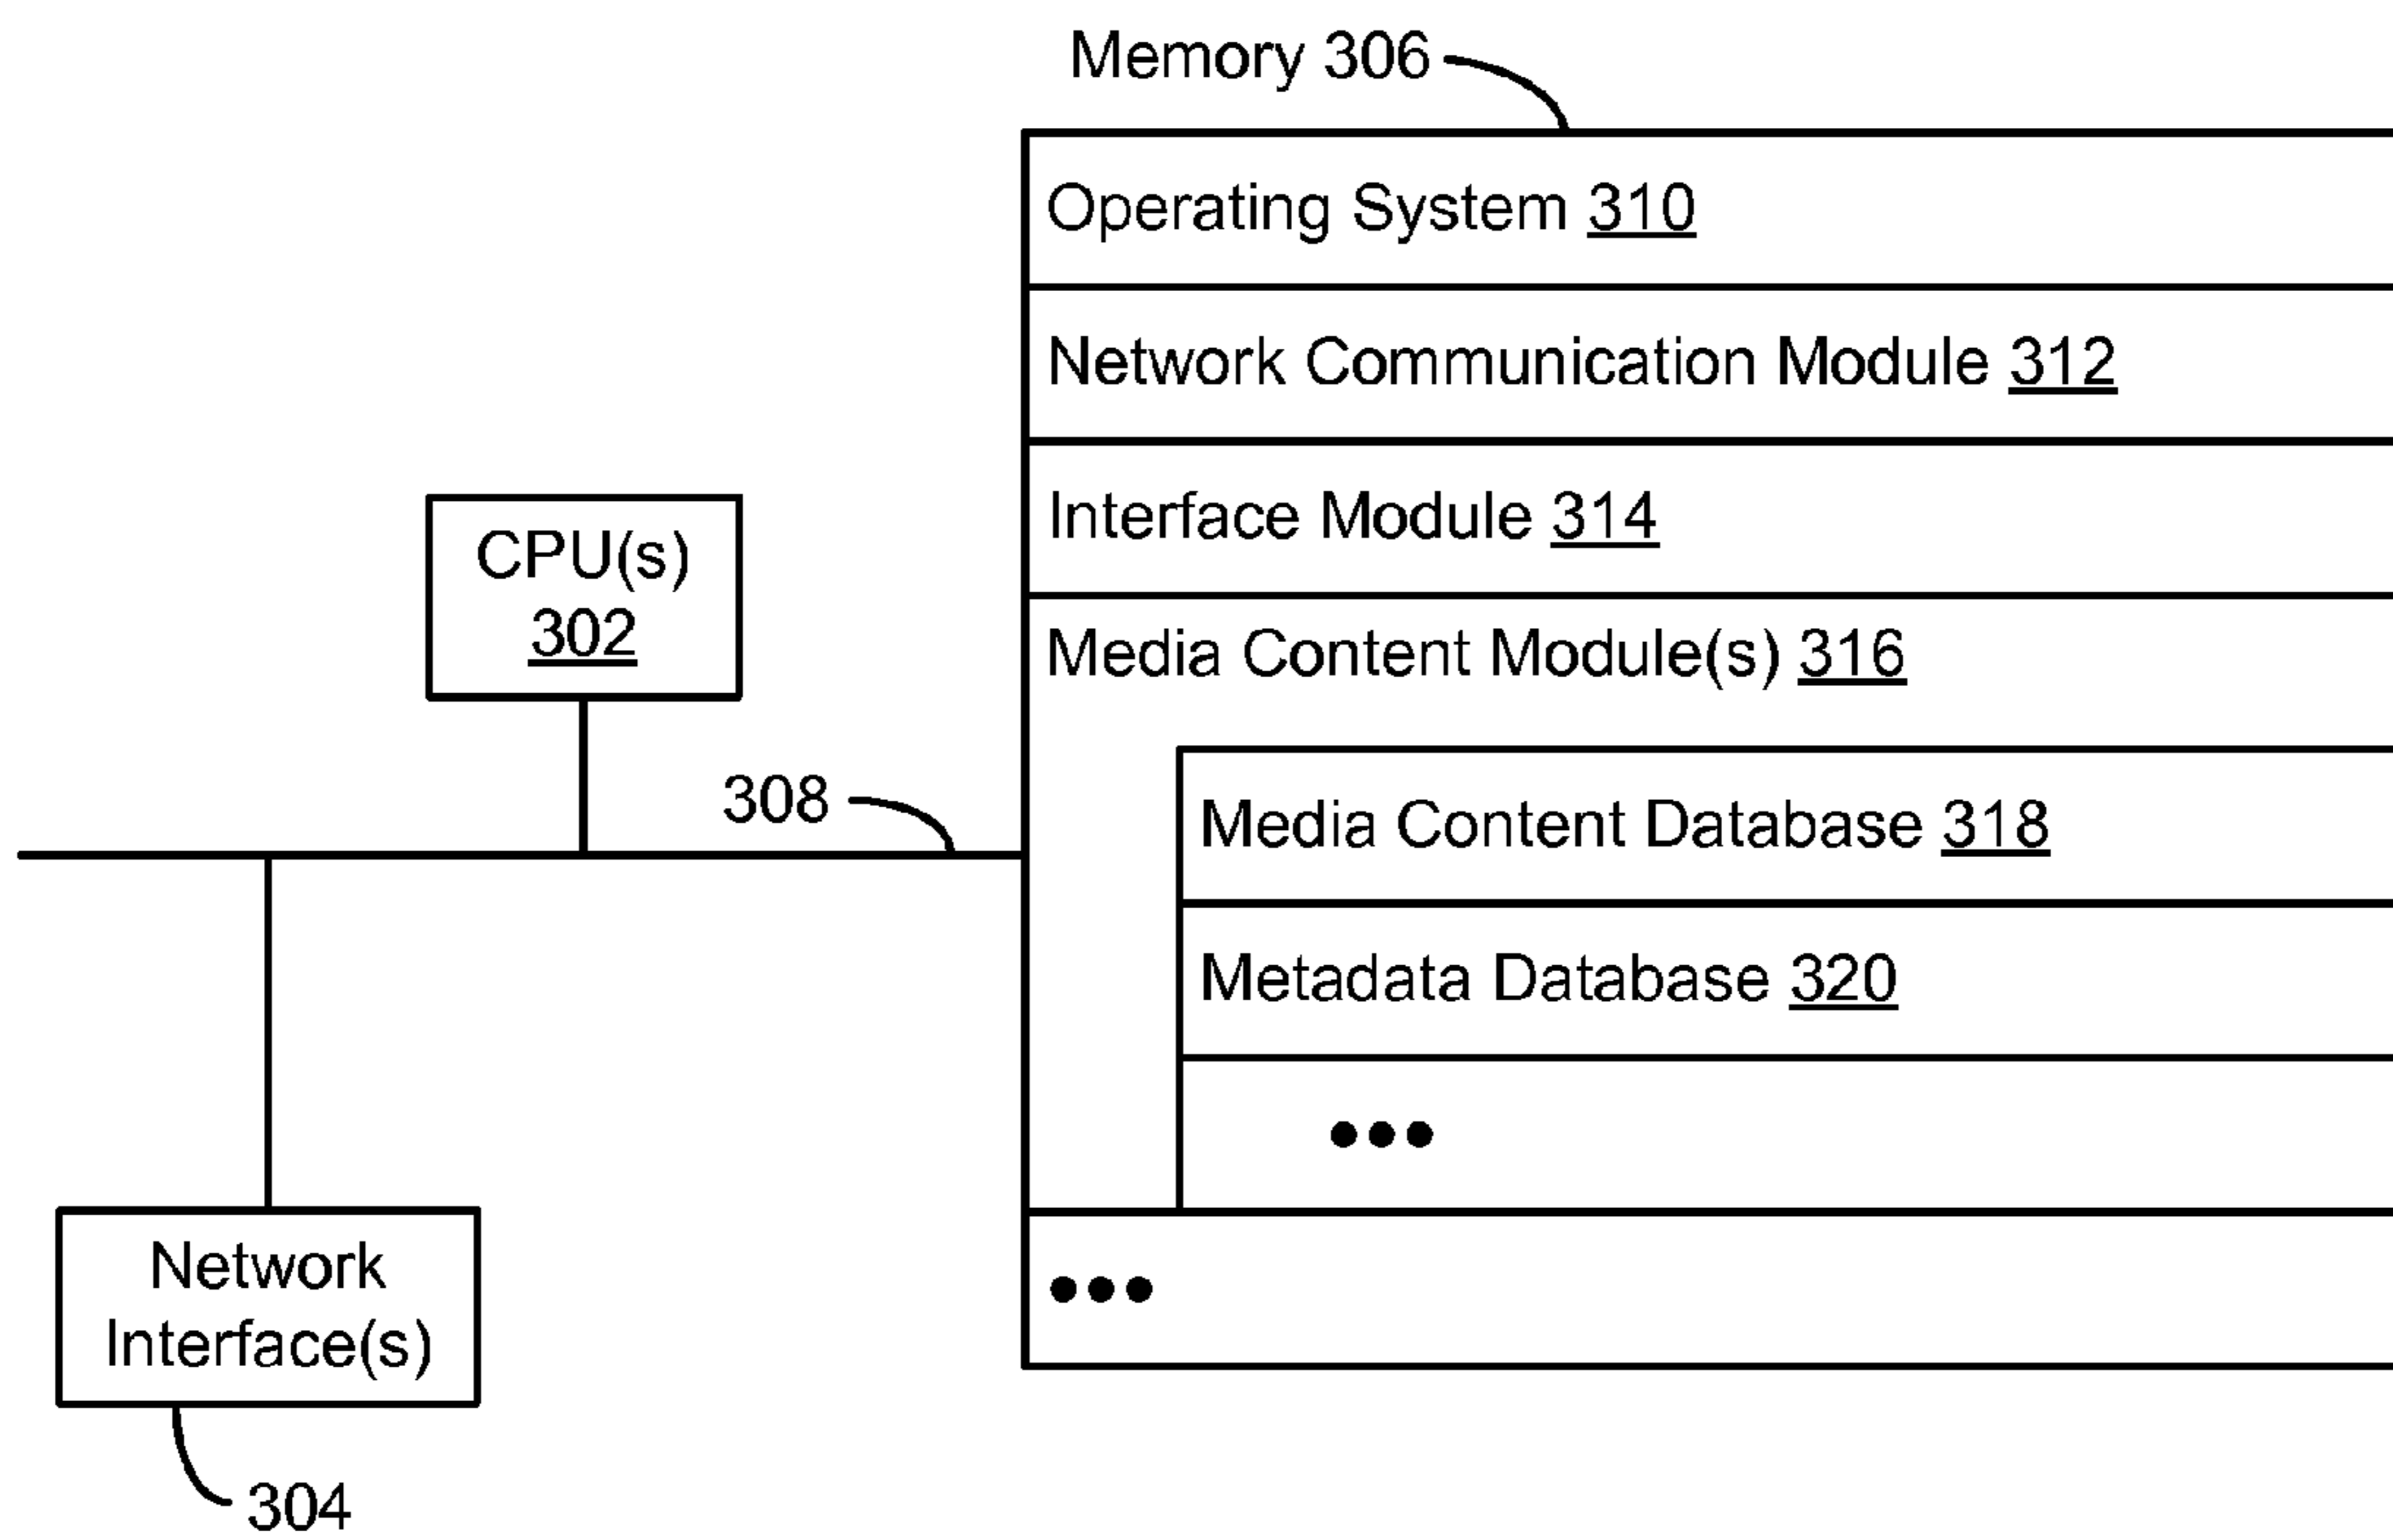 Memory 306
Operating System 310
Network Communication Module 312
Interface Module 314
CPU(s)
302
Media Content Module(s) 316
308
Media Content Database 318
Metadata Database 320
•••
Network
Interface(s)
•••
304